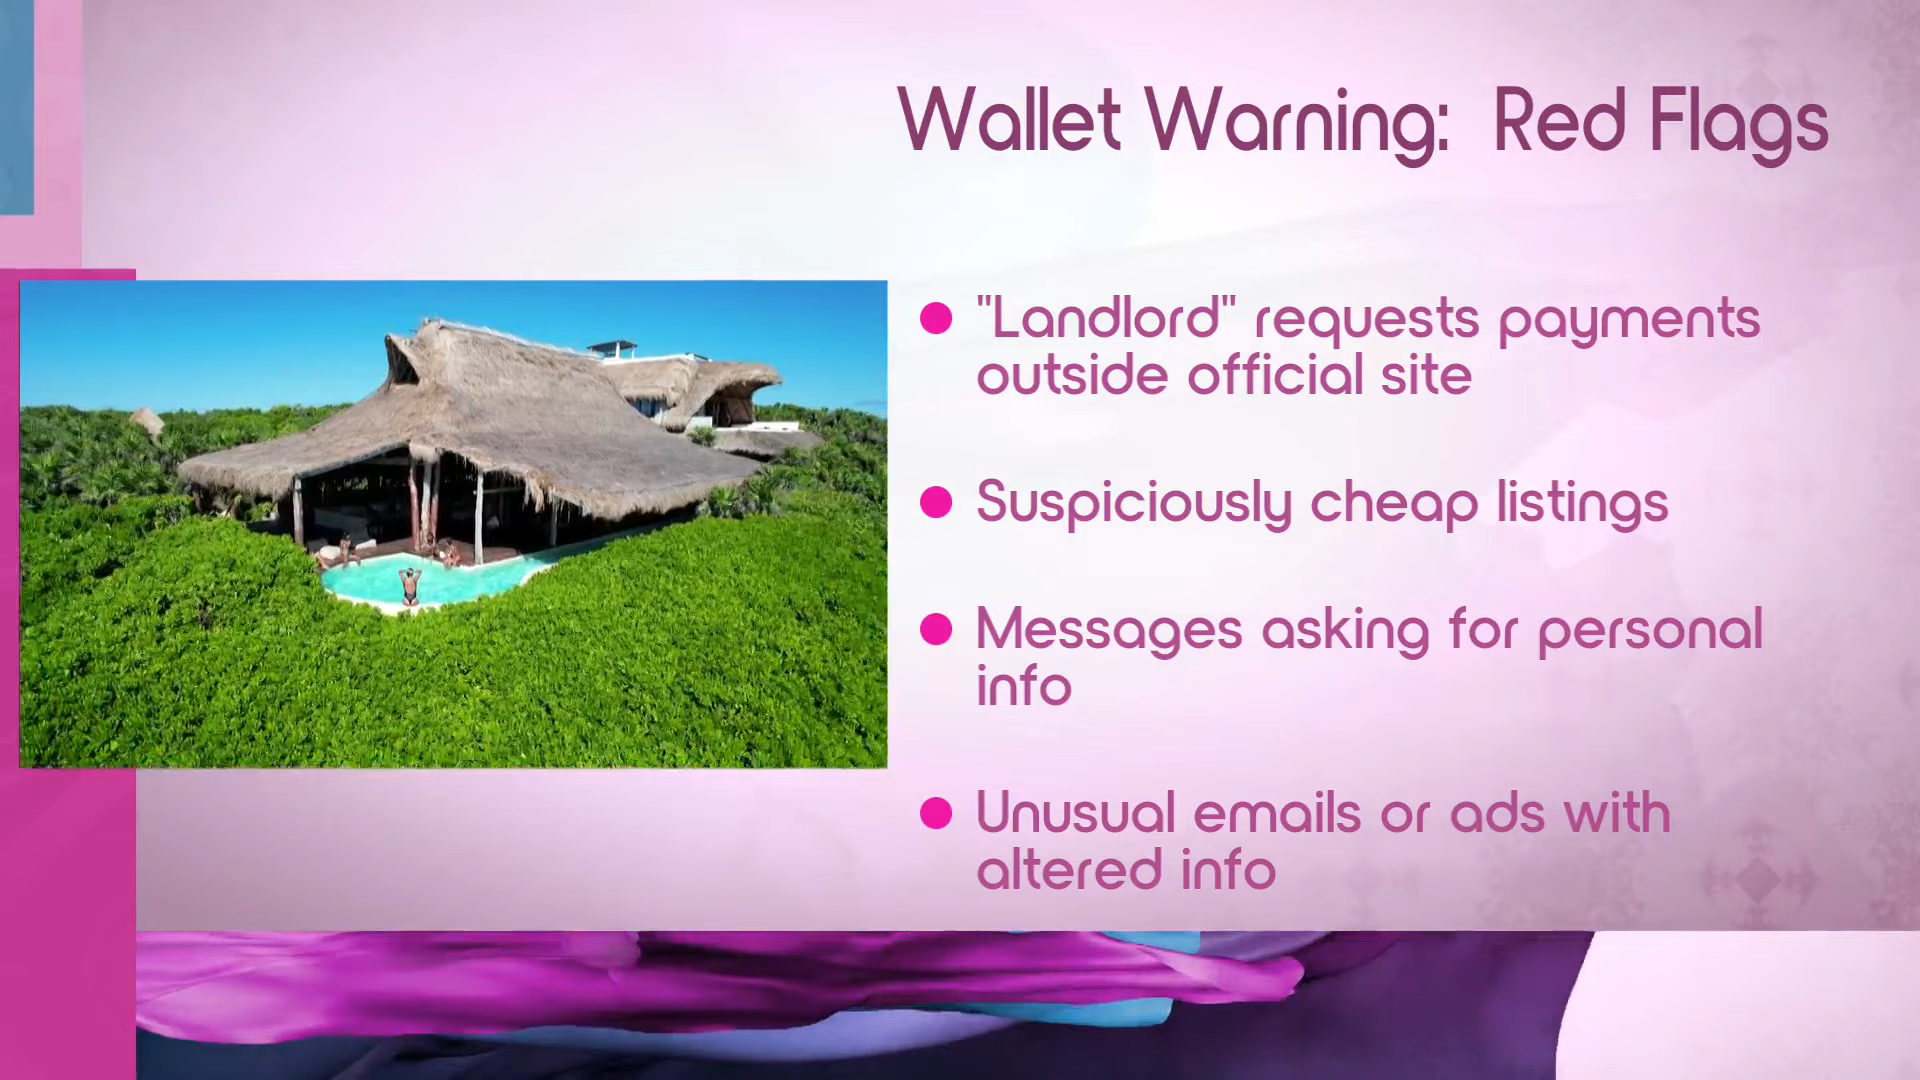 Wallet Warning:  Red Flags
"Landlord" requests payments
outside official site
Suspiciously cheap listings
Messages asking for personal
info
Unusual emails or ads with
altered info